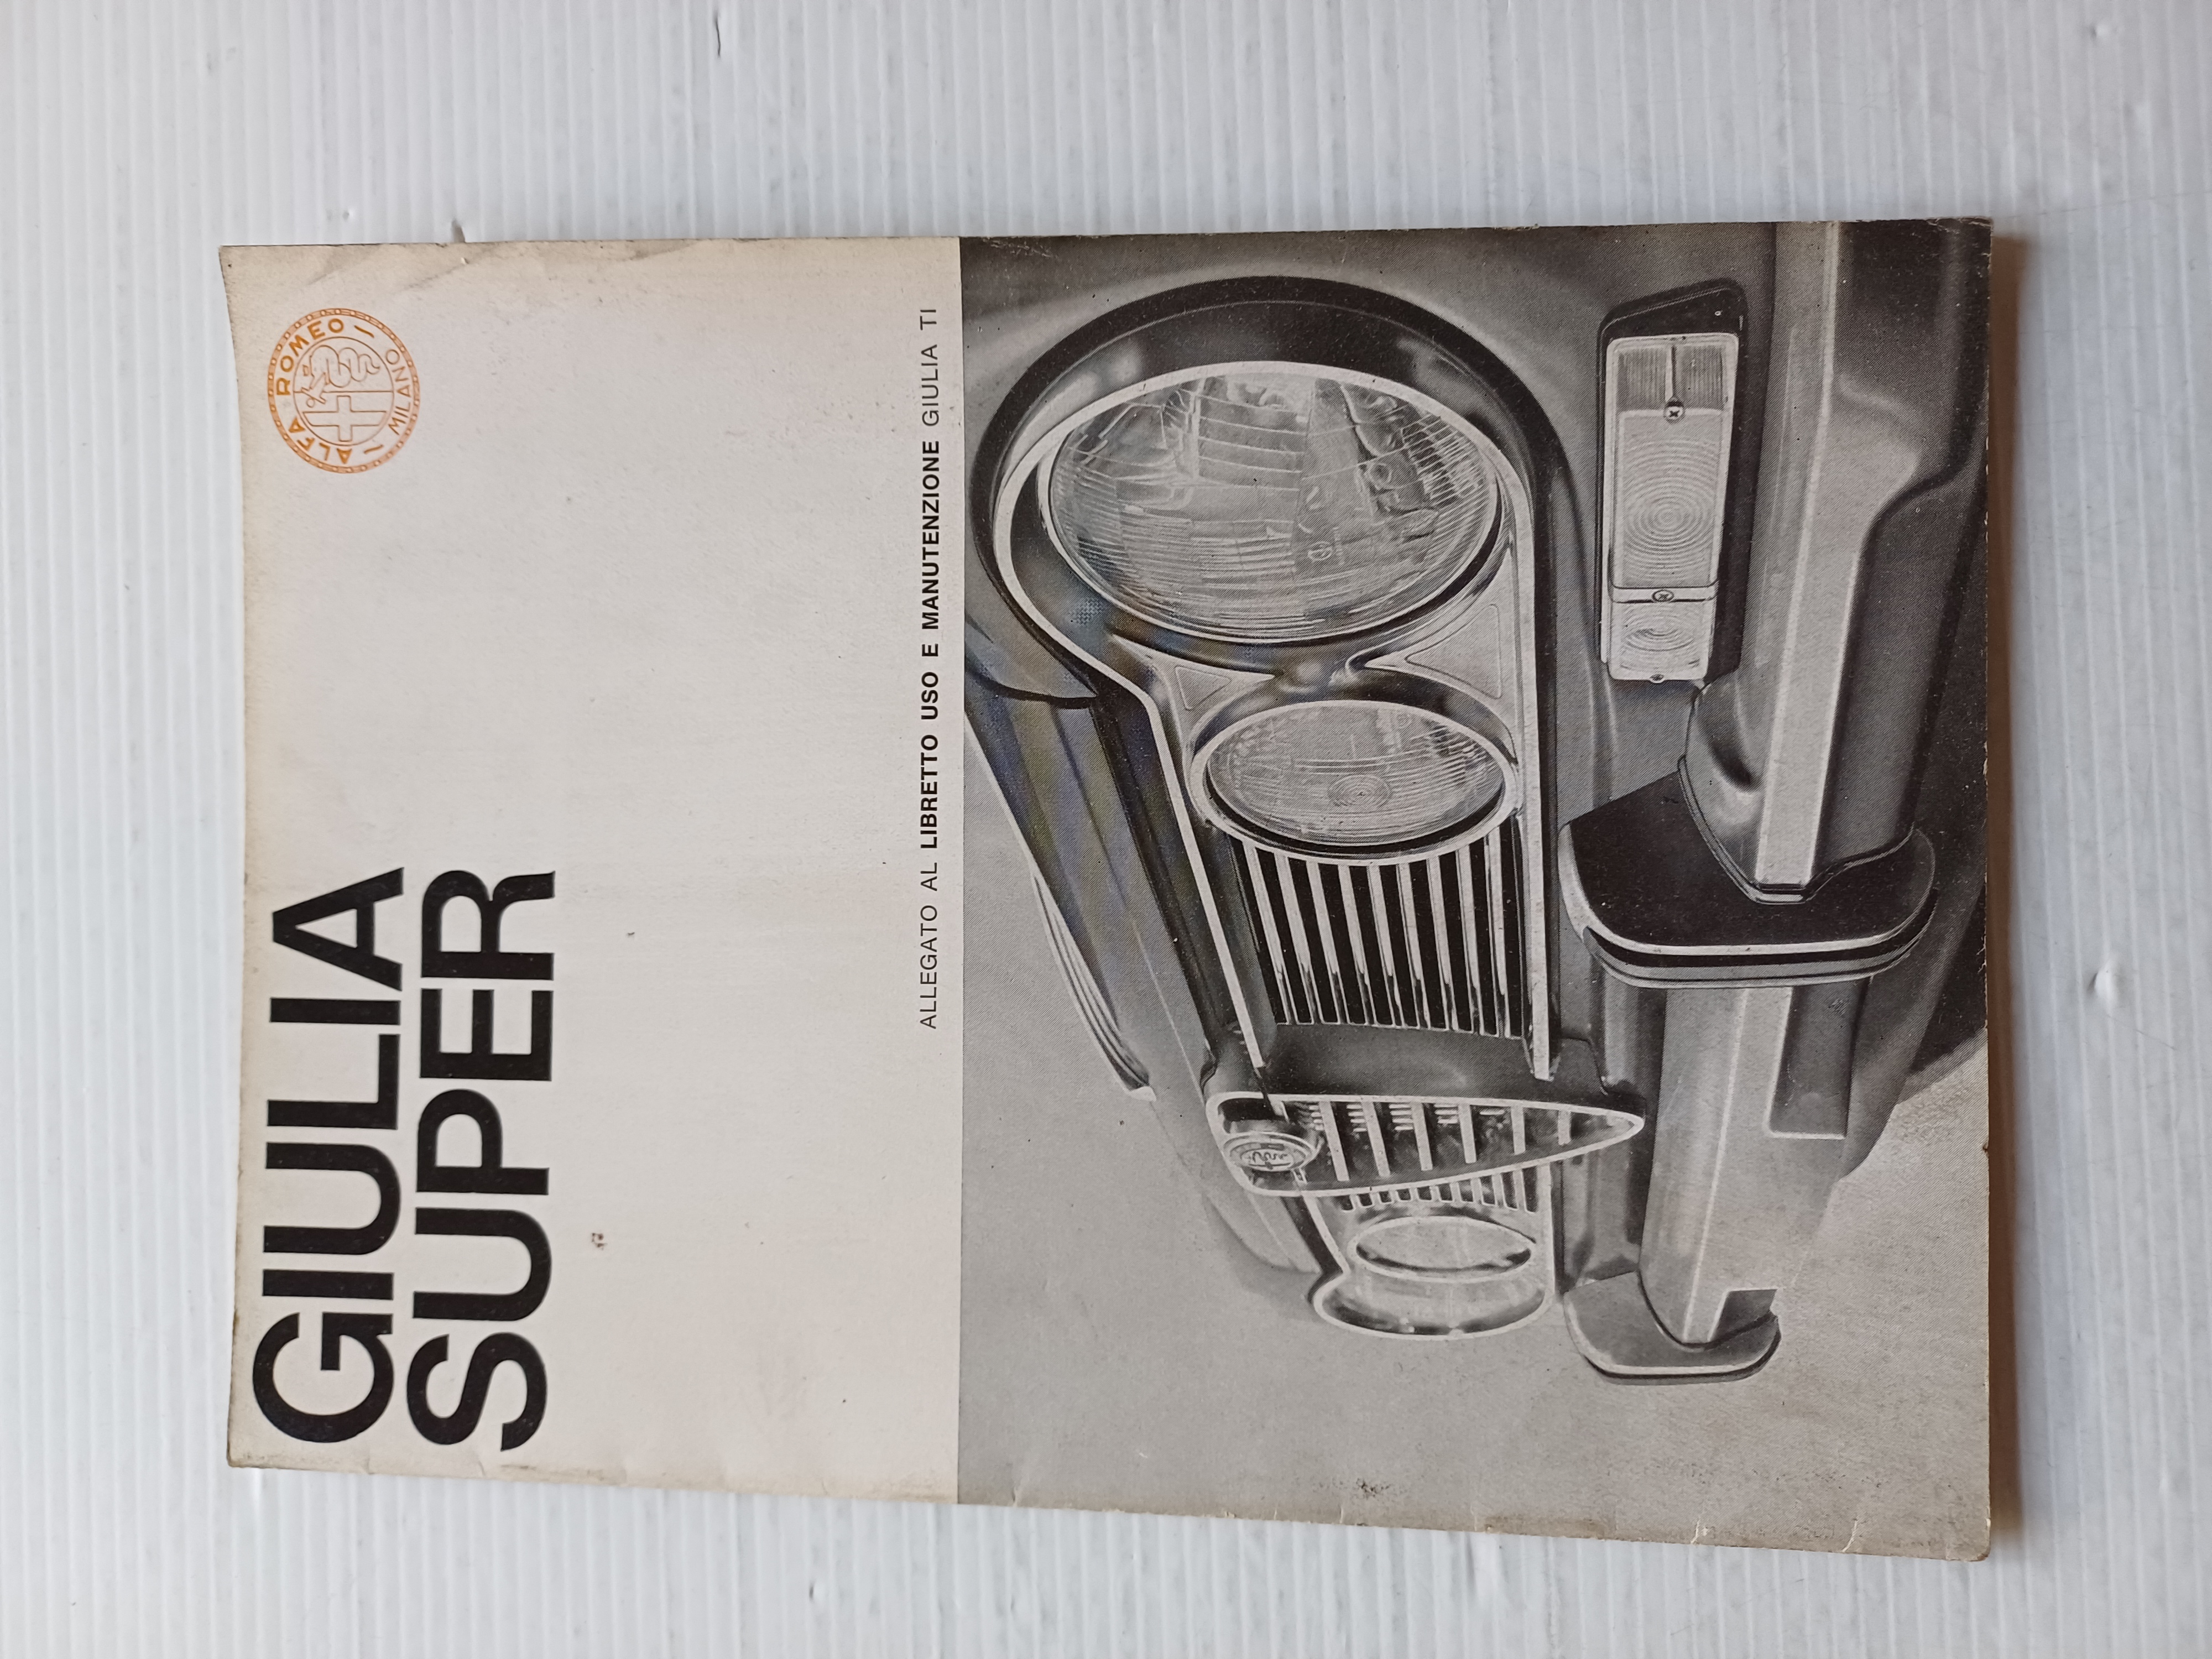 GIULIA
SUPER
ALFA ROMEO
MILANO
ALLEGATO AL LIBRETTO USO E MANUTENZIONE GIULIA TI